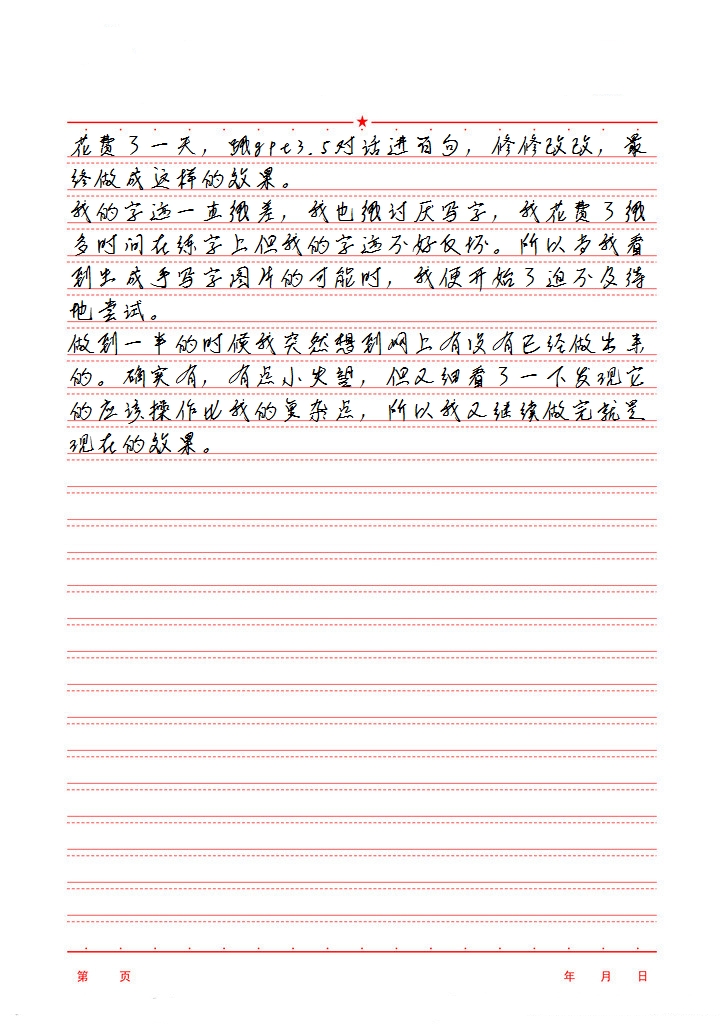 花费了一天，跟gpt3.5对话进百句，修修改改，最
终做成这样的效果。
我的字迹一直很差，我也很讨厌写字，我花费了很
多时间在练字上但我的字迹不好反坏。所以当我看
到生成手写字图片的可能时，我便开始了迫不及待
地尝试。
做到一半的时候我突然想到网上有没有已经做出来
的。确实有，有点小失望，但又细看了一下发现它
的应该操作比我的复杂点，所以我又继续做完就是
现在的效果。
第 页 年 月 日